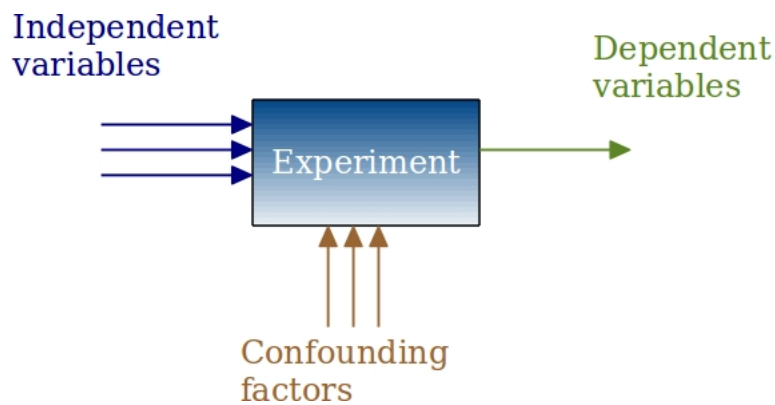 Independent
variables
Dependent
variables
Experiment
Confounding
factors